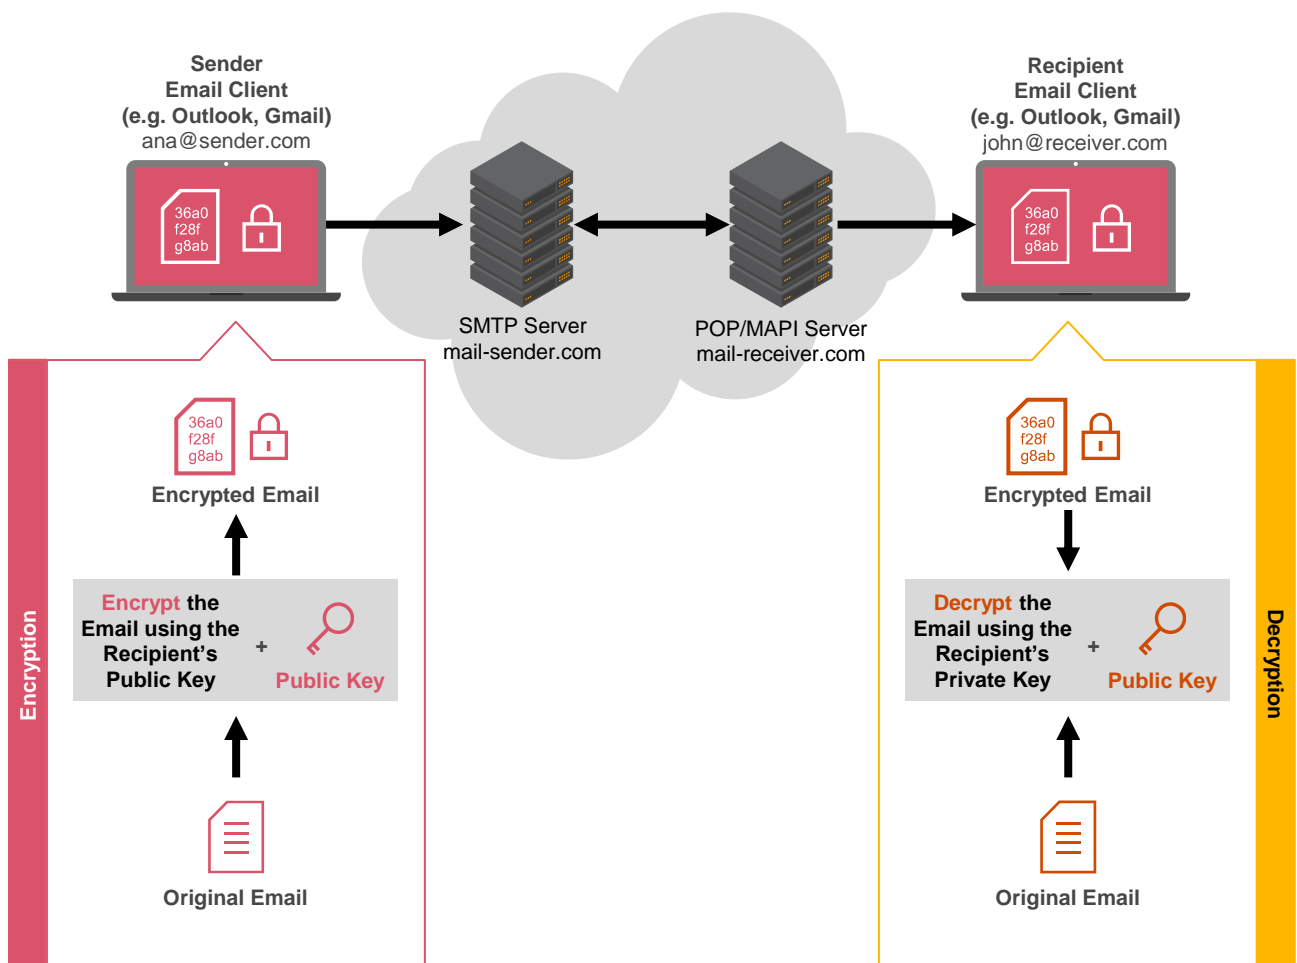 Sender
Email Client
(e.g. Outlook, Gmail)
ana@sender.com
Recipient
Email Client
(e.g. Outlook, Gmail)
john@receiver.com
36a0
f28f
g8ab
36a0
f28f
g8ab
SMTP Server
mail-sender.com
POP/MAPI Server
mail-receiver.com
Encryption
36a0
f28f
g8ab
Encrypted Email
Encrypt the
Email using the
Recipient's
Public Key
+
Public Key
Original Email
36a0
f28f
g8ab
Encrypted Email
Decrypt the
Email using the
Recipient's
Private Key
+
Public Key
Original Email
Decryption